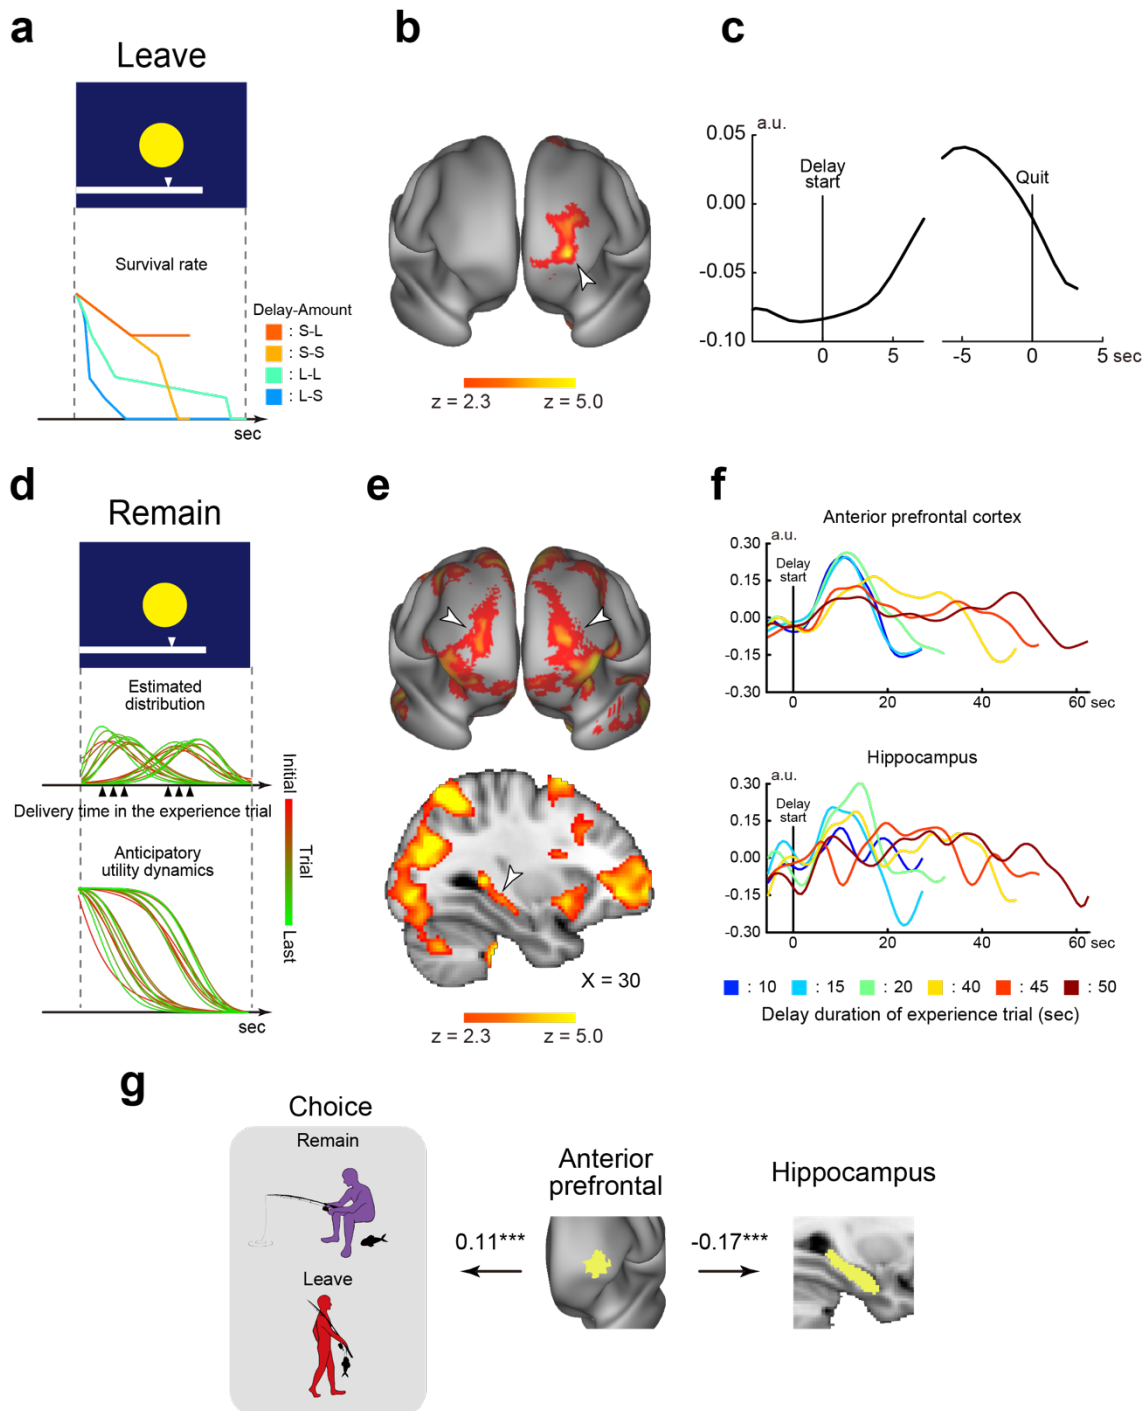 a
Leave
Survival rate
Delay-Amount
: S-L
: S-S
: L-L
: L-S
sec
b
z = 2.3
z = 5.0
c
a.u.
0.05
0.00
-0.05
-0.10
Delay
start
Quit
0
5
-5
0
5 sec
d
Remain
Estimated
distribution
Delivery time in the experience trial
Anticipatory
utility dynamics
sec
Initial
Trial
Last
e
X = 30
z = 2.3
z = 5.0
f
Anterior prefrontal cortex
a.u.
0.30
0.15
0.00
-0.15
-0.30
Delay
start
0
20
40
60 sec
Hippocampus
a.u.
0.30
0.15
0.00
-0.15
-0.30
Delay
start
0
20
40
60 sec
: 10
: 15
: 20
: 40
: 45
: 50
Delay duration of experience trial (sec)
g
Choice
Remain
Leave
0.11***
Anterior
prefrontal
-0.17***
Hippocampus